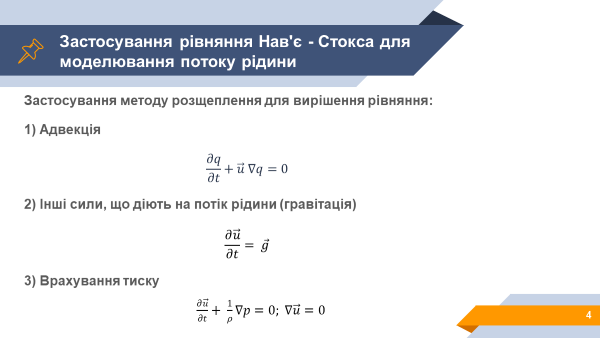 Застосування рівняння Нав'є - Стокса для
моделювання потоку рідини
Застосування методу розщеплення для вирішення рівняння:
1) Адвекція
∂q/∂t + u⃗ ∇q = 0
2) Інші сили, що діють на потік рідини (гравітація)
∂u⃗/∂t = g⃗
3) Врахування тиску
∂u⃗/∂t + 1/ρ ∇p = 0; ∇u⃗ = 0
4